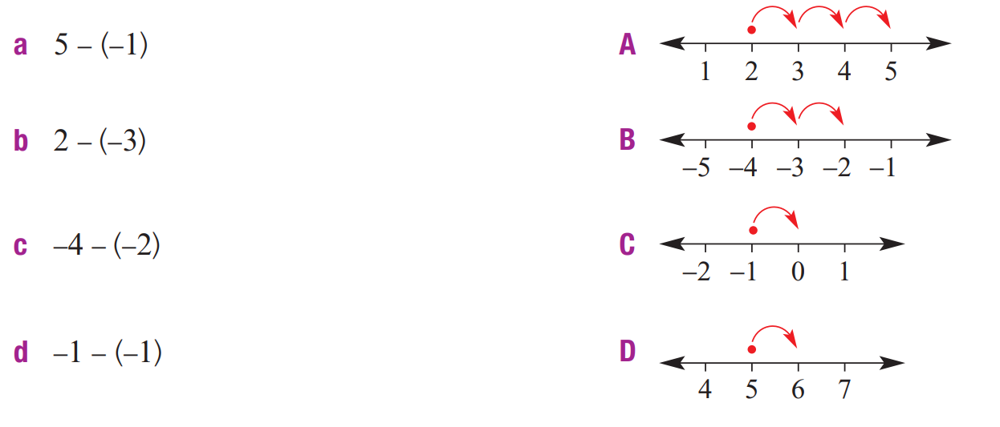 a 5 – (–1)
A
1 2 3 4 5
b 2 – (–3)
B
–5 –4 –3 –2 –1
c –4 – (–2)
C
–2 –1 0 1
d –1 – (–1)
D
4 5 6 7